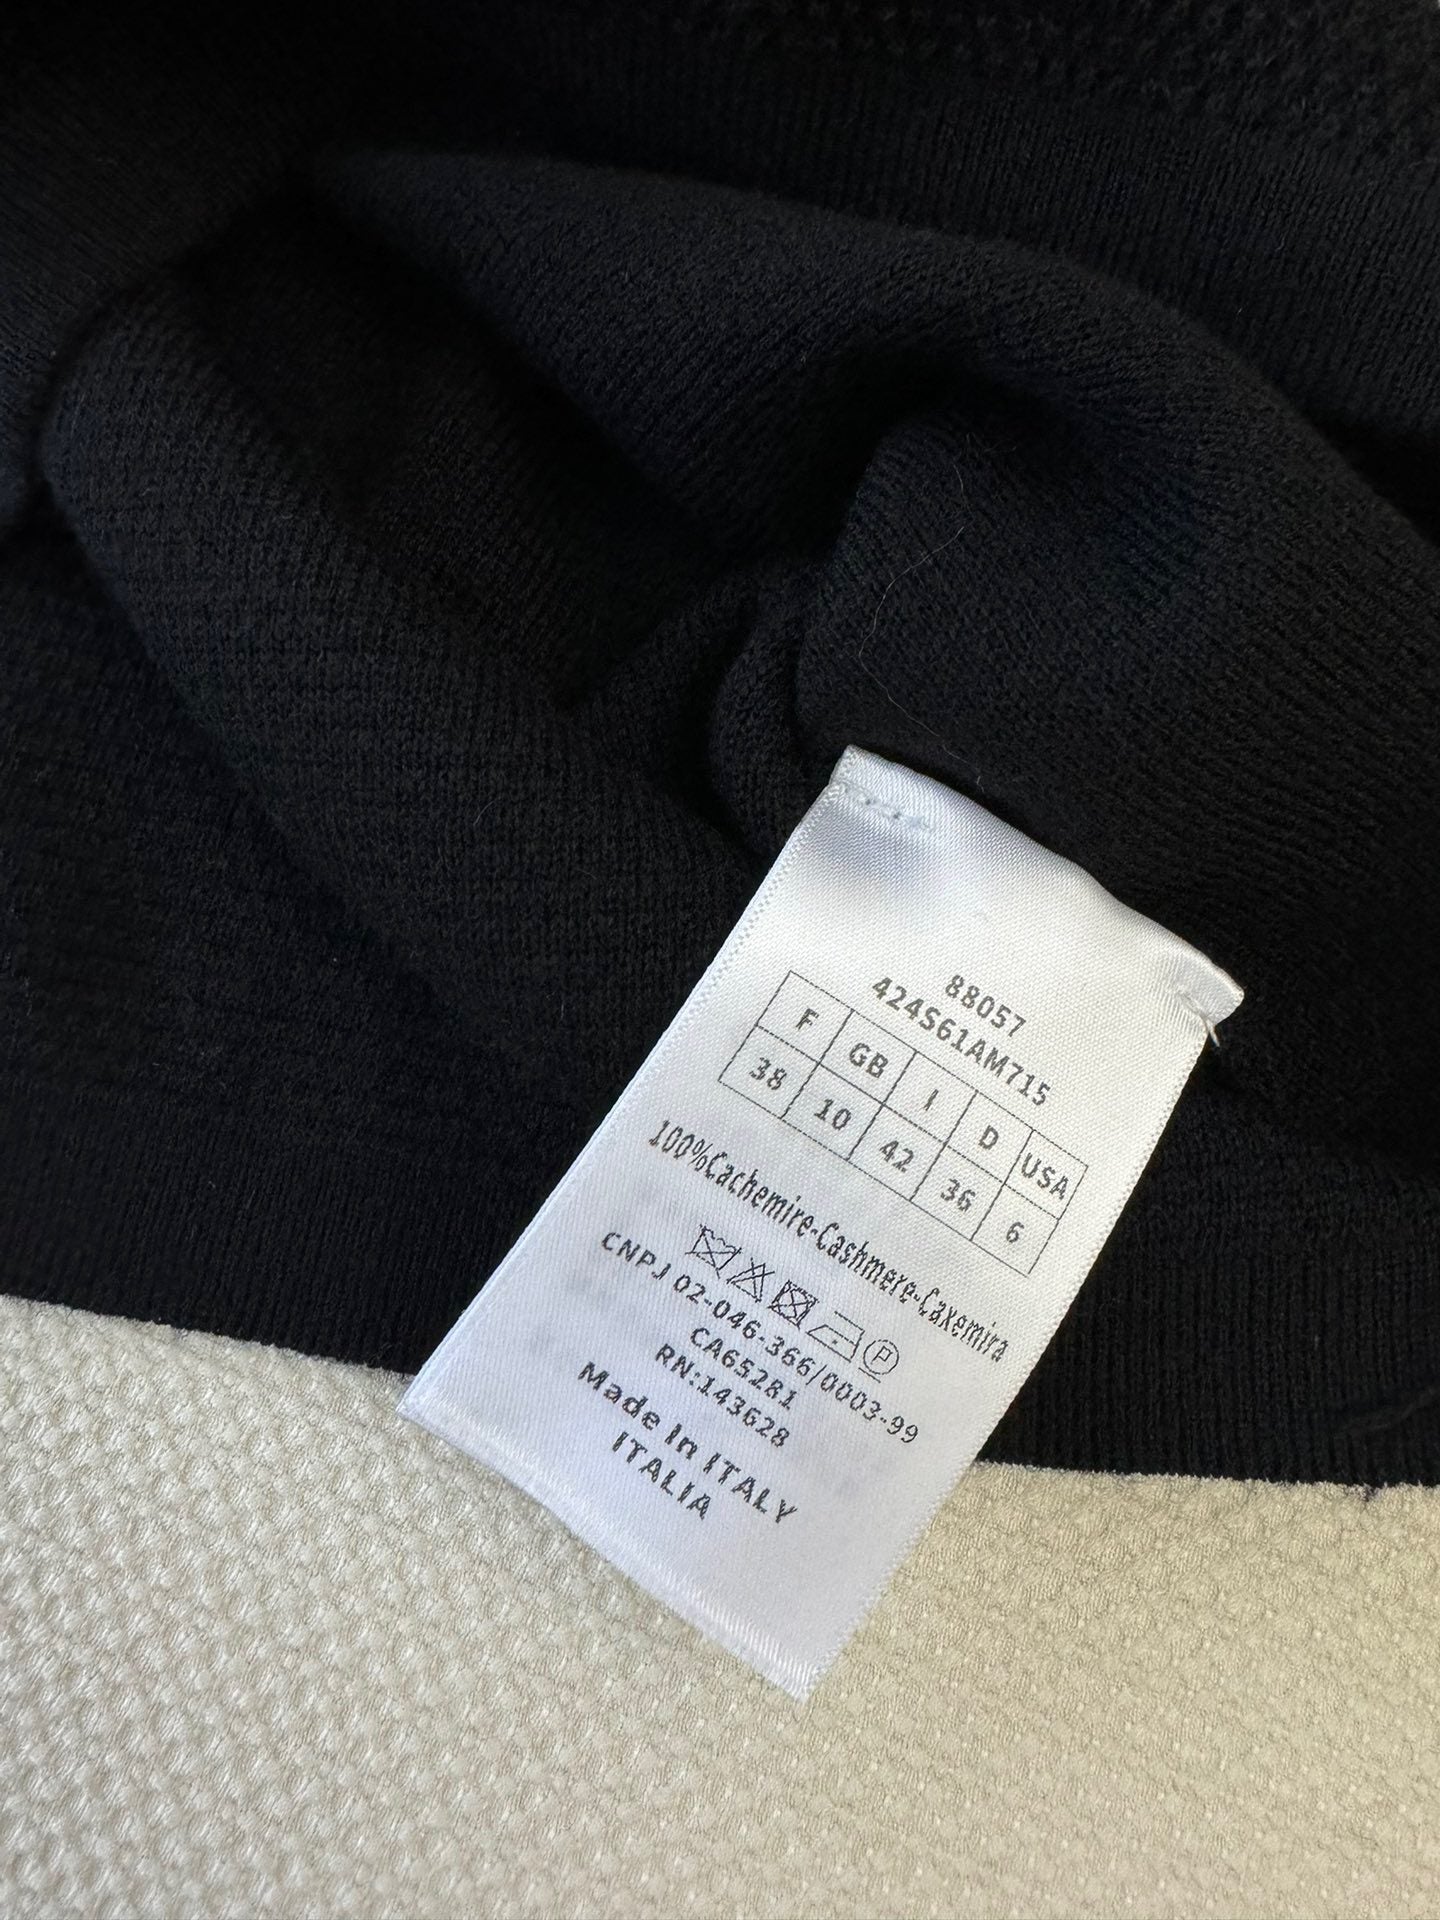 88057
424S61AM715
F GB I D USA
38 10 42 36 6
100%Cachemire-Cashmere-Caxemira
P
CNPJ 02-046-366/0003-99
CA65281
RN:143628
Made In ITALY
ITALIA